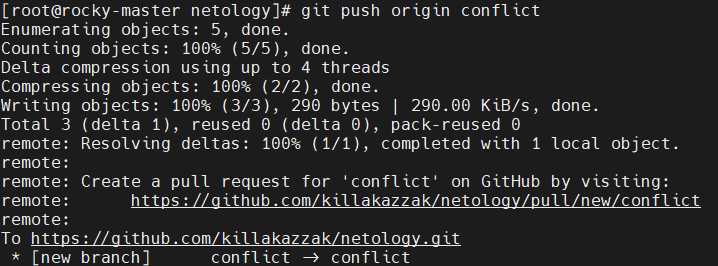 [root@rocky-master netology]# git push origin conflict
Enumerating objects: 5, done.
Counting objects: 100% (5/5), done.
Delta compression using up to 4 threads
Compressing objects: 100% (2/2), done.
Writing objects: 100% (3/3), 290 bytes | 290.00 KiB/s, done.
Total 3 (delta 1), reused 0 (delta 0), pack-reused 0
remote: Resolving deltas: 100% (1/1), completed with 1 local object.
remote:
remote: Create a pull request for 'conflict' on GitHub by visiting:
remote:      https://github.com/killakazzak/netology/pull/new/conflict
remote:
To https://github.com/killakazzak/netology.git
 * [new branch]      conflict -> conflict